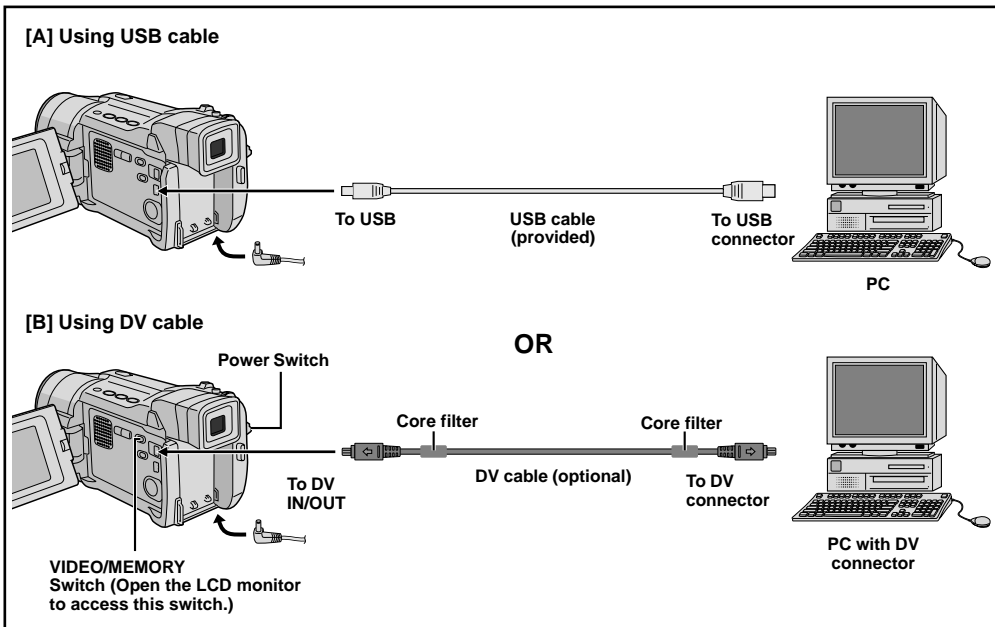 [A] Using USB cable
To USB
USB cable
(provided)
To USB
connector
PC
[B] Using DV cable
OR
Power Switch
Core filter
Core filter
DV cable (optional)
To DV
IN/OUT
To DV
connector
PC with DV
connector
VIDEO/MEMORY
Switch (Open the LCD monitor
to access this switch.)